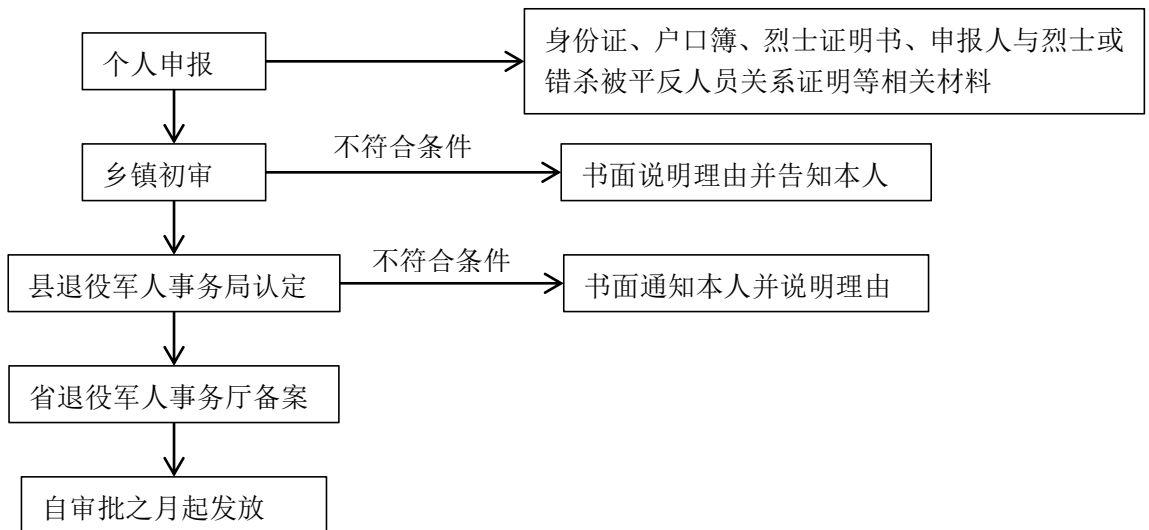 个人申报
身份证、户口簿、烈士证明书、申报人与烈士或
错杀被平反人员关系证明等相关材料
不符合条件
乡镇初审
书面说明理由并告知本人
不符合条件
县退役军人事务局认定
书面通知本人并说明理由
省退役军人事务厅备案
自审批之月起发放